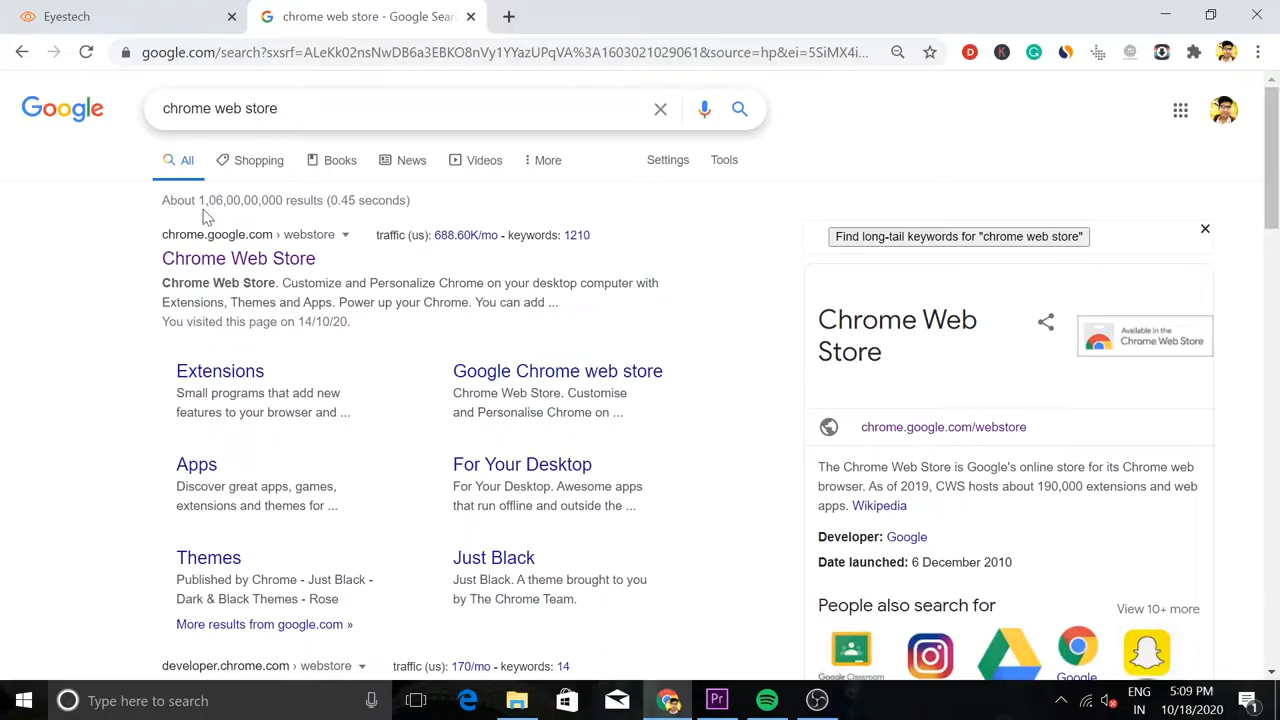 Eyestech
chrome web store - Google Sear
google.com/search?sxsrf=ALeKk02nsNwDB6a3EBKO8nVy1YYazUPqVA%3A1603021029061&source=hp&ei=5SiMX4i...
Google
chrome web store
All
Shopping
Books
News
Videos
More
Settings
Tools
About 1,06,00,00,000 results (0.45 seconds)
chrome.google.com › webstore
traffic (us): 688.60K/mo - keywords: 1210
Chrome Web Store
Chrome Web Store. Customize and Personalize Chrome on your desktop computer with
Extensions, Themes and Apps. Power up your Chrome. You can add ...
You visited this page on 14/10/20.
Extensions
Small programs that add new
features to your browser and ...
Google Chrome web store
Chrome Web Store. Customise
and Personalise Chrome on ...
Apps
Discover great apps, games,
extensions and themes for ...
For Your Desktop
For Your Desktop. Awesome apps
that run offline and outside the ...
Themes
Published by Chrome - Just Black -
Dark & Black Themes - Rose
Just Black
Just Black. A theme brought to you
by The Chrome Team.
More results from google.com »
developer.chrome.com › webstore
traffic (us): 170/mo - keywords: 14
Find long-tail keywords for "chrome web store"
Chrome Web
Store
Available in the
Chrome Web Store
chrome.google.com/webstore
The Chrome Web Store is Google's online store for its Chrome web
browser. As of 2019, CWS hosts about 190,000 extensions and web
apps. Wikipedia
Developer: Google
Date launched: 6 December 2010
People also search for
View 10+ more
Google Classroom
Google
Type here to search
Pr
ENG
IN
5:09 PM
10/18/2020
1